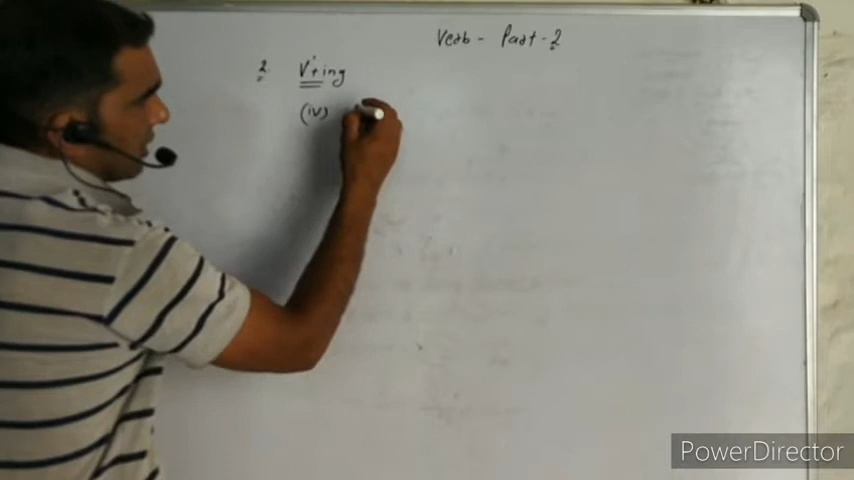 Verb - Part - 2
2. V'+ing
(iv)
PowerDirector